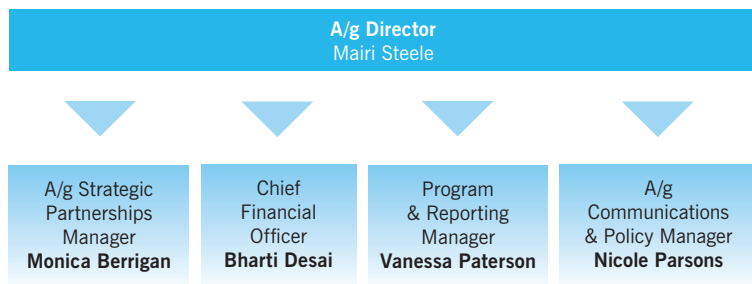 A/g Director
Mairi Steele
A/g Strategic
Partnerships
Manager
Monica Berrigan
Chief
Financial
Officer
Bharti Desai
Program
& Reporting
Manager
Vanessa Paterson
A/g
Communications
& Policy Manager
Nicole Parsons